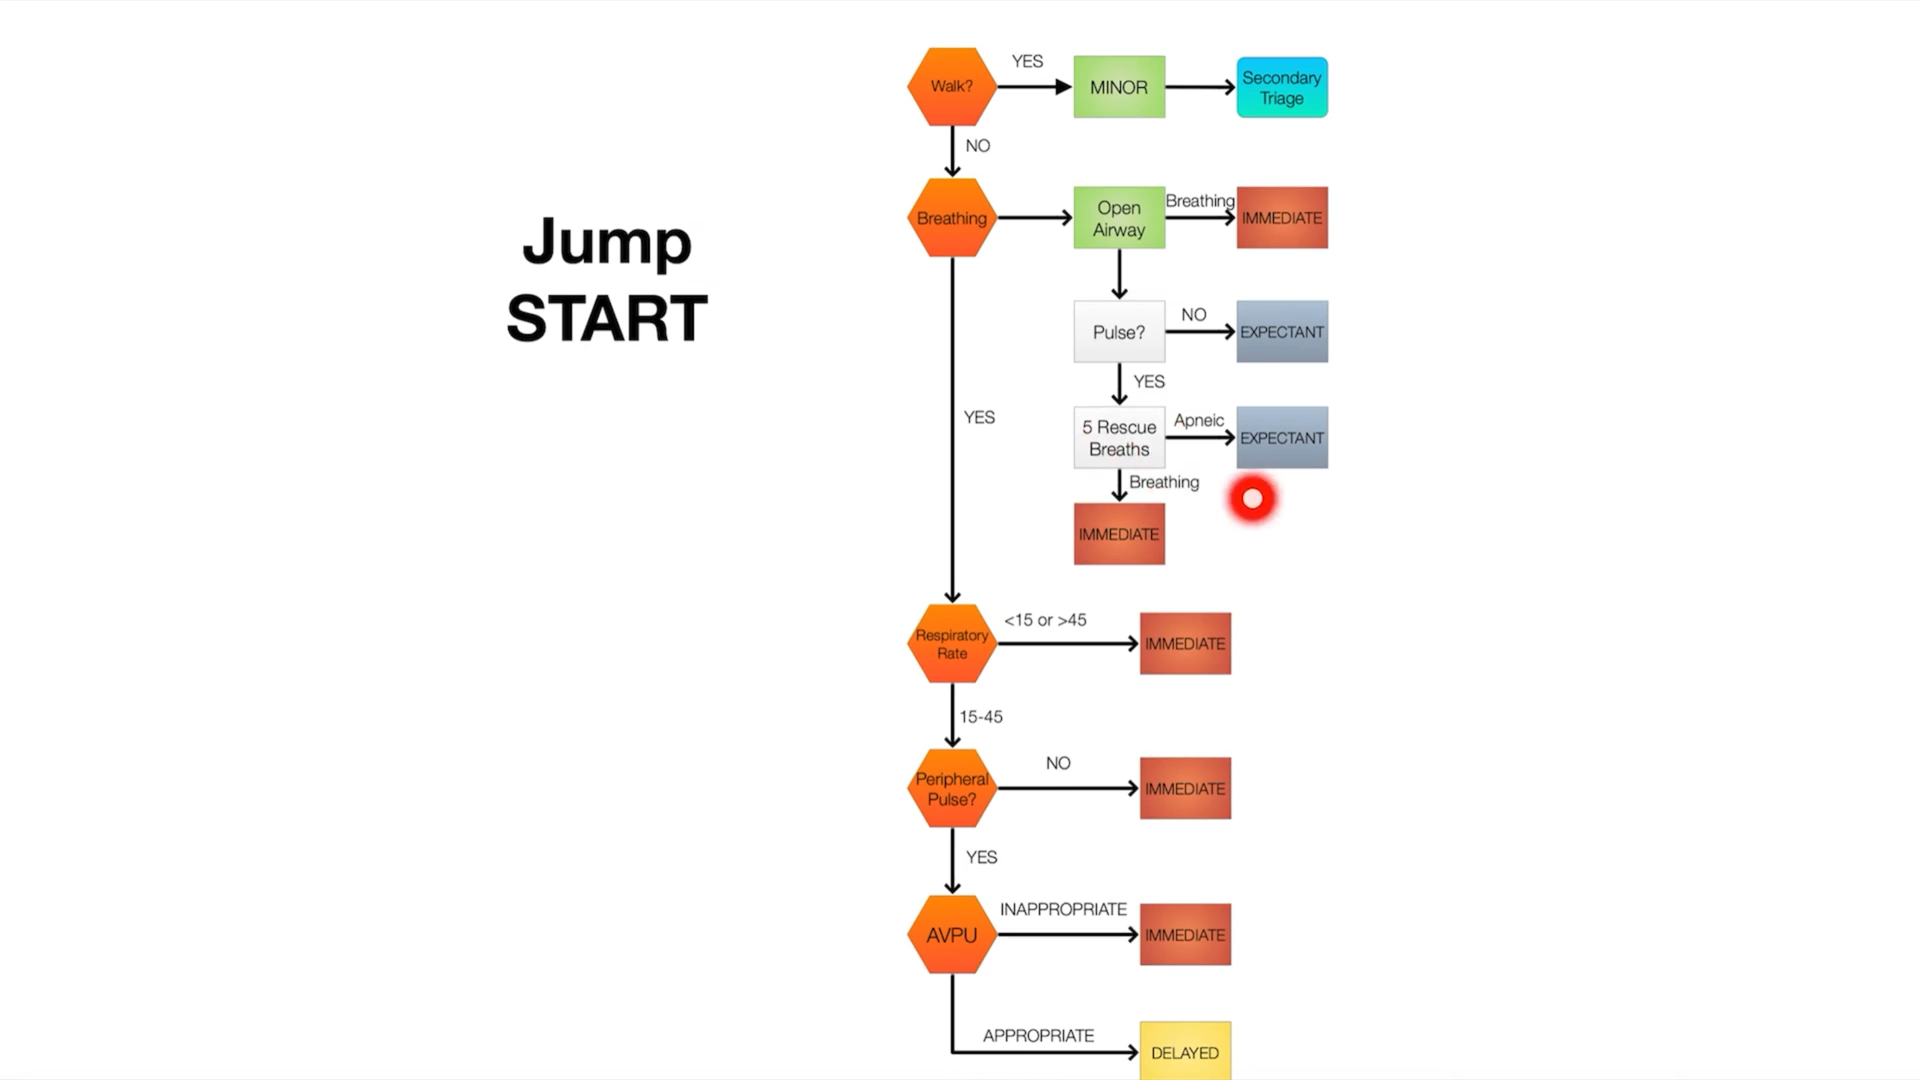 Jump
START
Walk?
YES
MINOR
Secondary
Triage
NO
Breathing
Open
Airway
Breathing
IMMEDIATE
Pulse?
NO
EXPECTANT
YES
5 Rescue
Breaths
Apneic
EXPECTANT
Breathing
IMMEDIATE
YES
Respiratory
Rate
<15 or >45
IMMEDIATE
15-45
Peripheral
Pulse?
NO
IMMEDIATE
YES
AVPU
INAPPROPRIATE
IMMEDIATE
APPROPRIATE
DELAYED